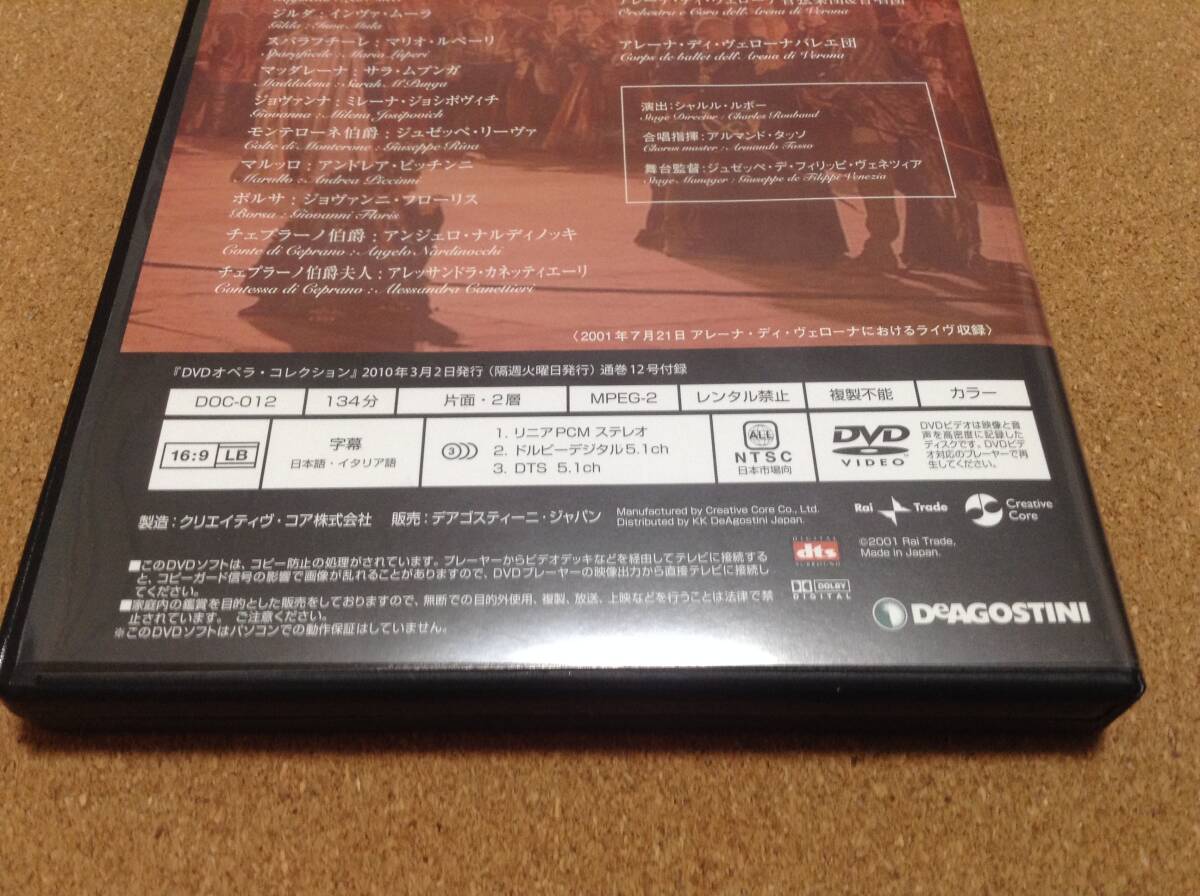 ジルダ：インヴァ・ムーラ
Gilda : Inva Mula
スパラフチーレ：マリオ・ルペーリ
Sparafucile : Mario Luperi
マッダレーナ：サラ・ムプンガ
Maddalena : Sarah M'Punga
ジョヴァンナ：ミレーナ・ジョシポヴィチ
Giovanna : Milena Josipovich
モンテローネ伯爵：ジュゼッペ・リーヴァ
Colte di Monterone : Giuseppe Riva
マルッロ：アンドレア・ピッチンニ
Marullo : Andrea Piccinni
ボルサ：ジョヴァンニ・フローリス
Borsa : Giovanni Floris
チェプラーノ伯爵：アンジェロ・ナルディノッキ
Conte di Ceprano : Angelo Nardinocchi
チェプラーノ伯爵夫人：アレッサンドラ・カネッティエーリ
Contessa di Ceprano : Alessandra Canettieri
アレーナ・ディ・ヴェローナ管弦楽団&合唱団
Orchestra e Coro dell'Arena di Verona
アレーナ・ディ・ヴェローナバレエ団
Corps de ballet dell'Arena di Verona
演出：シャルル・ルボー
Stage Director : Charles Roubaud
合唱指揮：アルマンド・タッソ
Chorus master : Armando Tasso
舞台監督：ジュゼッペ・デ・フィリッピ・ヴェネツィア
Stage Manager : Giuseppe de Filippi Venezia
〈2001年7月21日 アレーナ・ディ・ヴェローナにおけるライヴ収録〉
『DVDオペラ・コレクション』2010年3月2日発行（隔週火曜日発行）通巻12号付録
DOC-012 134分 片面・2層 MPEG-2 レンタル禁止 複製不能 カラー
16:9 LB
字幕
日本語・イタリア語
3
1. リニアPCM ステレオ
2. ドルビーデジタル5.1ch
3. DTS 5.1ch
ALL
NTSC
日本市場向
DVD
VIDEO
DVDビデオは映像と音
声を高密度に記録した
ディスクです。DVDビデ
オ対応のプレーヤーで再
生してください。
製造：クリエイティヴ・コア株式会社 販売：デアゴスティーニ・ジャパン
Manufactured by Creative Core Co., Ltd.
Distributed by KK DeAgostini Japan.
Rai Trade
Creative
Core
■このDVDソフトは、コピー防止の処理がされています。プレーヤーからビデオデッキなどを経由してテレビに接続する
と、コピーガード信号の影響で画像が乱れることがありますので、DVDプレーヤーの映像出力から直接テレビに接続し
てください。
■家庭内の鑑賞を目的とした販売をしておりますので、無断での目的外使用、複製、放送、上映などを行うことは法律で禁
止されています。ご注意ください。
※このDVDソフトはパソコンでの動作保証はしていません。
DIGITAL
dts
SURROUND
DOLBY
DIGITAL
©2001 Rai Trade,
Made in Japan.
DeAGOSTINI